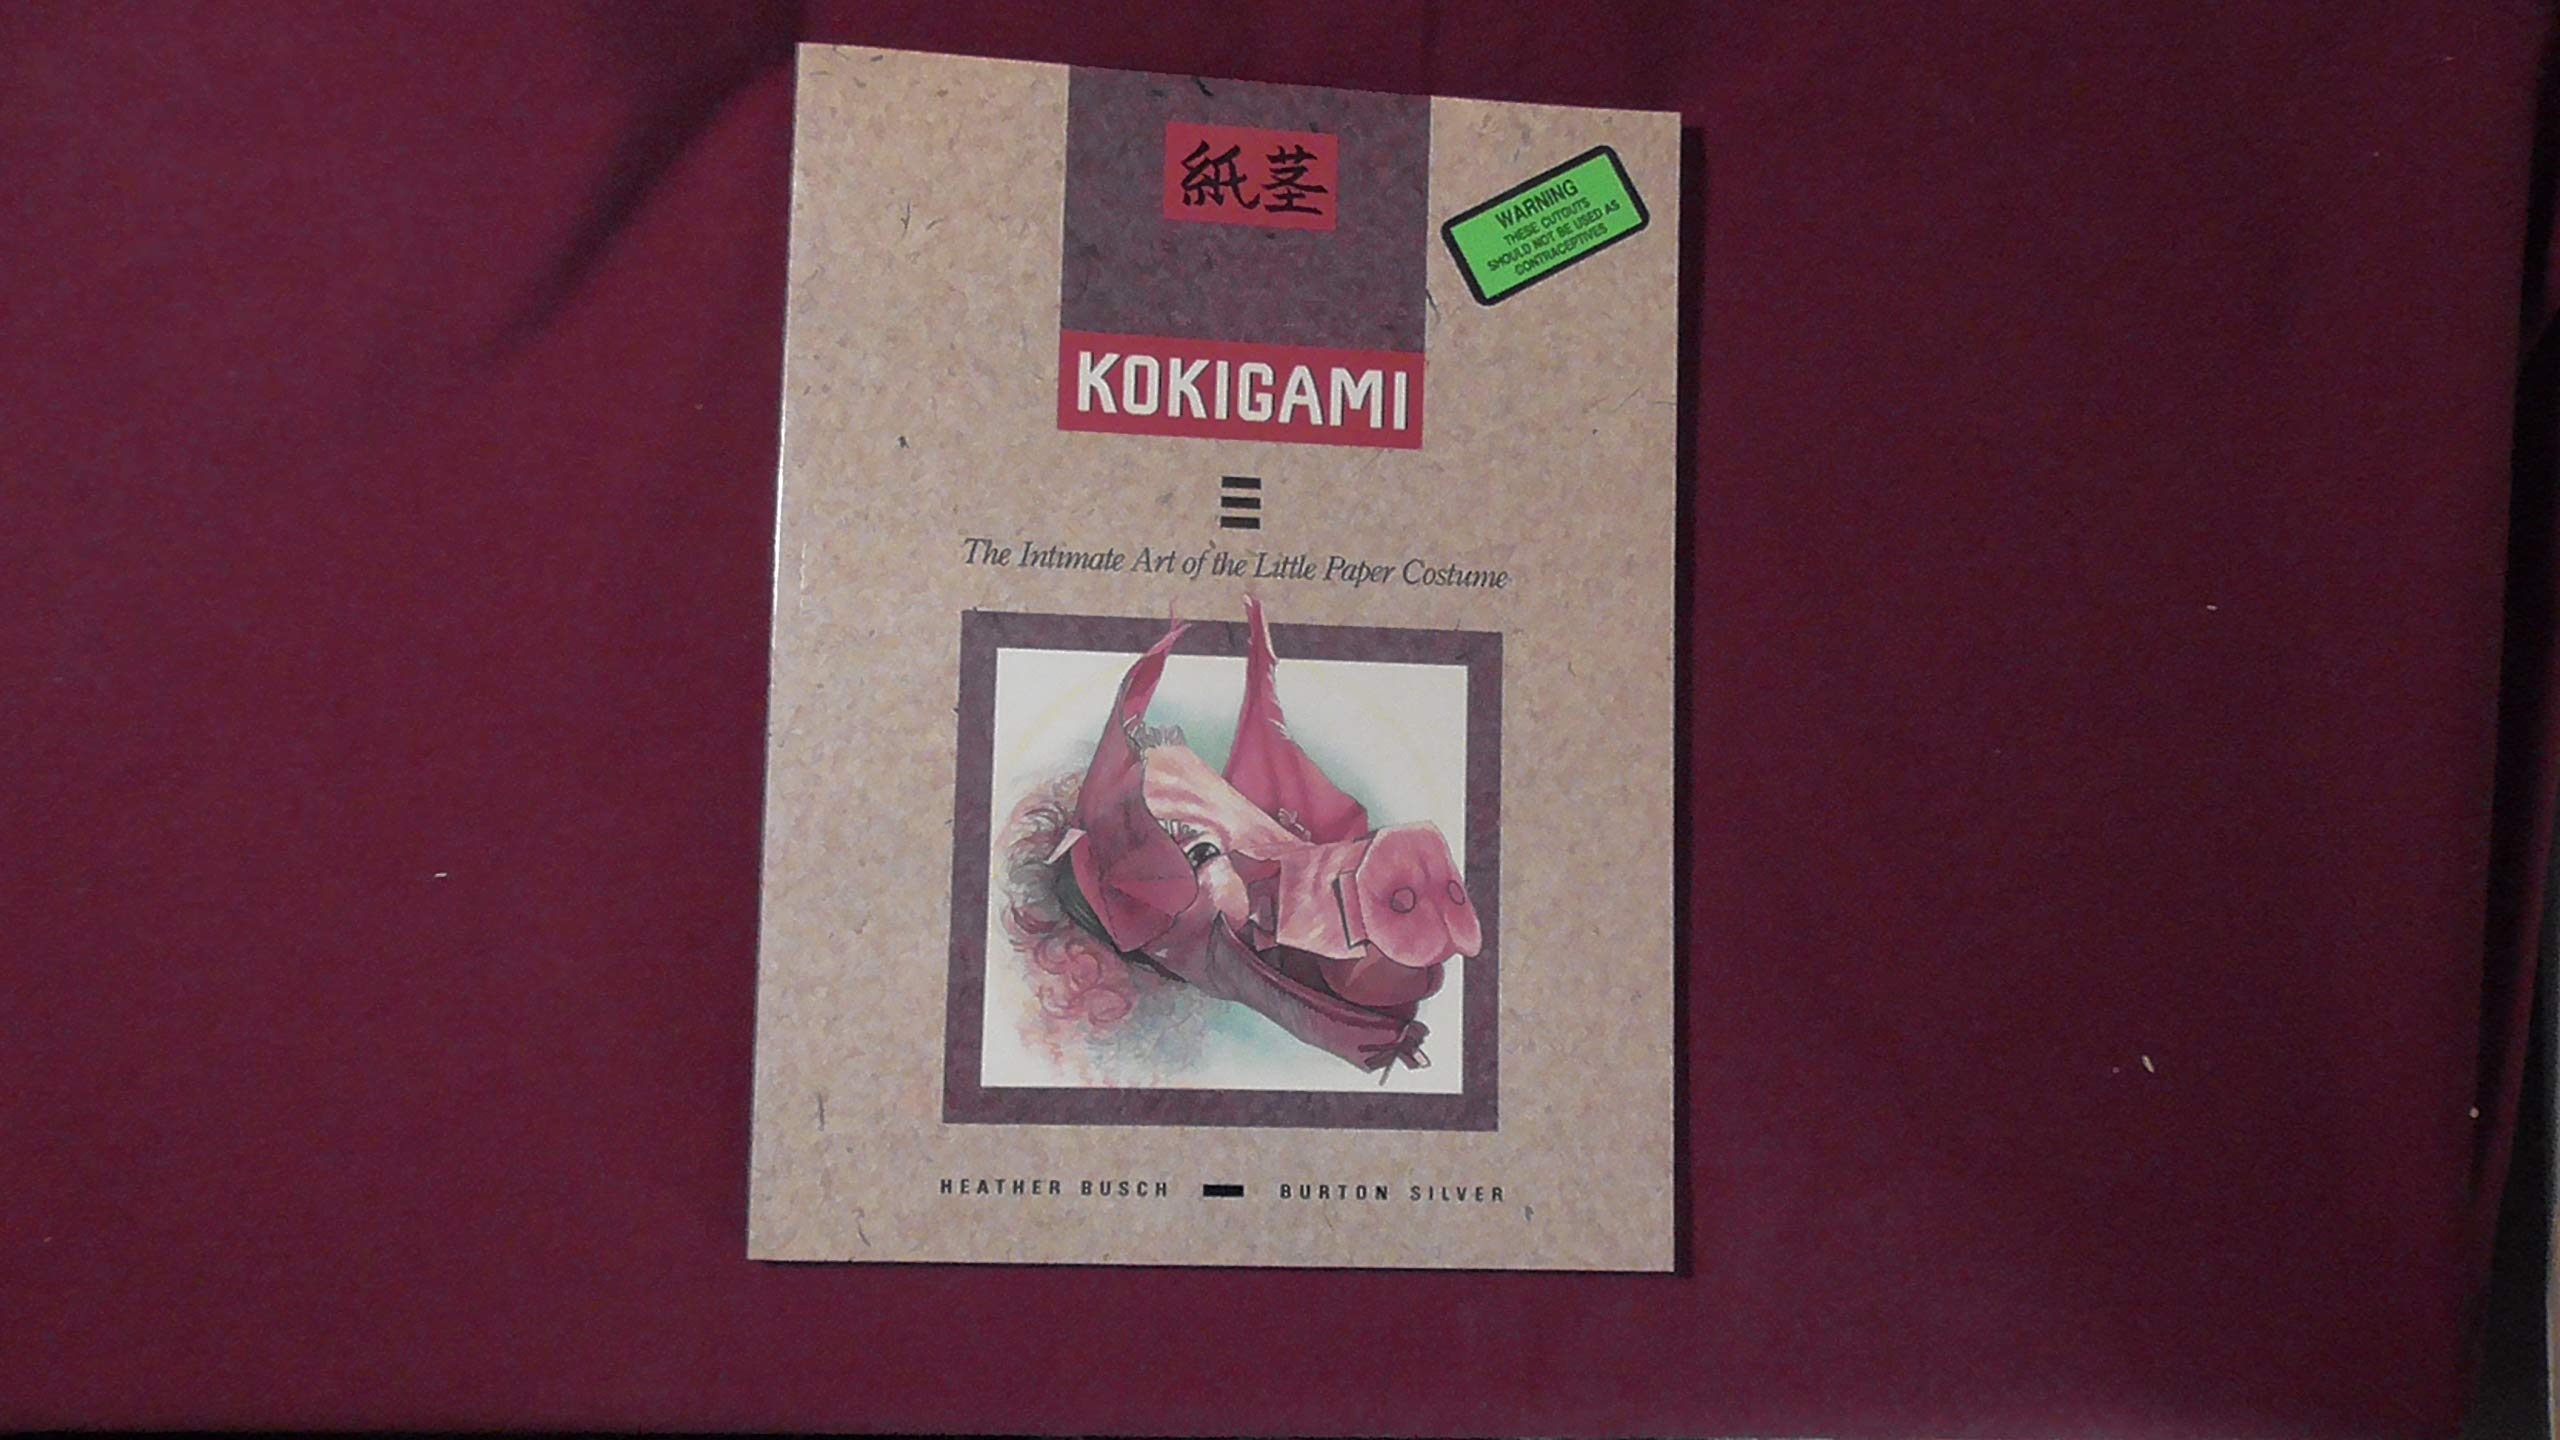 紙茎
WARNING
THESE CUTOUTS
SHOULD NOT BE USED AS
CONTRACEPTIVES
KOKIGAMI
The Intimate Art of the Little Paper Costume
HEATHER BUSCH — BURTON SILVER